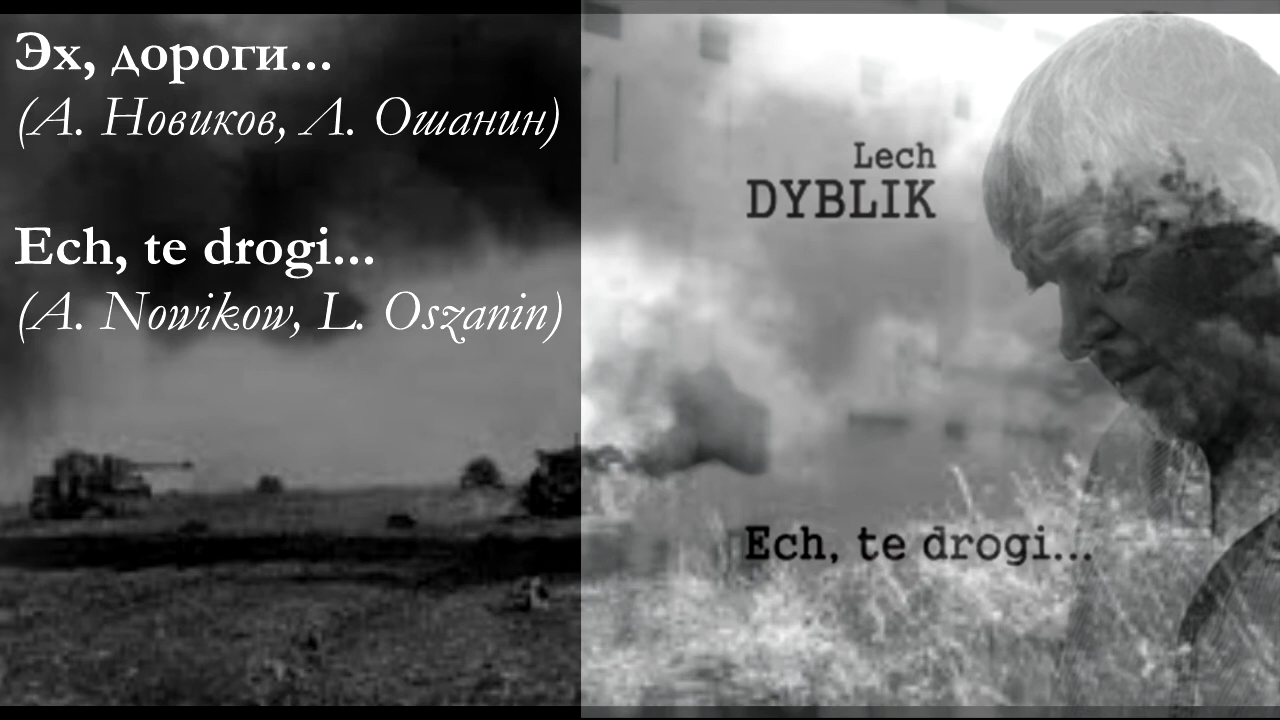 Эх, дороги...
(А. Новиков, Л. Ошанин)
Ech, te drogi...
(A. Nowikow, L. Oszanin)
Lech
DYBLIK
Ech, te drogi...